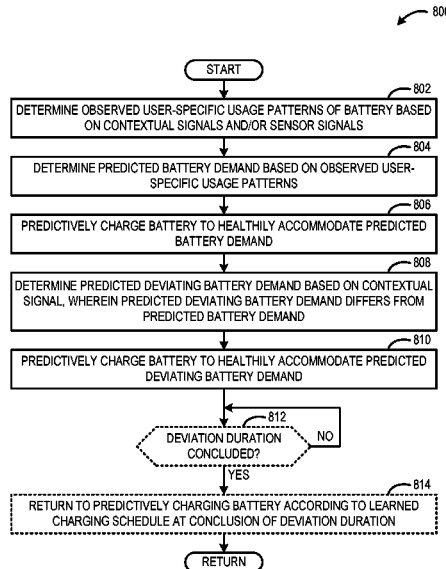 800
START
802
DETERMINE OBSERVED USER-SPECIFIC USAGE PATTERNS OF BATTERY BASED
ON CONTEXTUAL SIGNALS AND/OR SENSOR SIGNALS
804
DETERMINE PREDICTED BATTERY DEMAND BASED ON OBSERVED USER-
SPECIFIC USAGE PATTERNS
806
PREDICTIVELY CHARGE BATTERY TO HEALTHILY ACCOMMODATE PREDICTED
BATTERY DEMAND
808
DETERMINE PREDICTED DEVIATING BATTERY DEMAND BASED ON CONTEXTUAL
SIGNAL, WHEREIN PREDICTED DEVIATING BATTERY DEMAND DIFFERS FROM
PREDICTED BATTERY DEMAND
810
PREDICTIVELY CHARGE BATTERY TO HEALTHILY ACCOMMODATE PREDICTED
DEVIATING BATTERY DEMAND
812
DEVIATION DURATION
CONCLUDED?
NO
YES
814
RETURN TO PREDICTIVELY CHARGING BATTERY ACCORDING TO LEARNED
CHARGING SCHEDULE AT CONCLUSION OF DEVIATION DURATION
RETURN